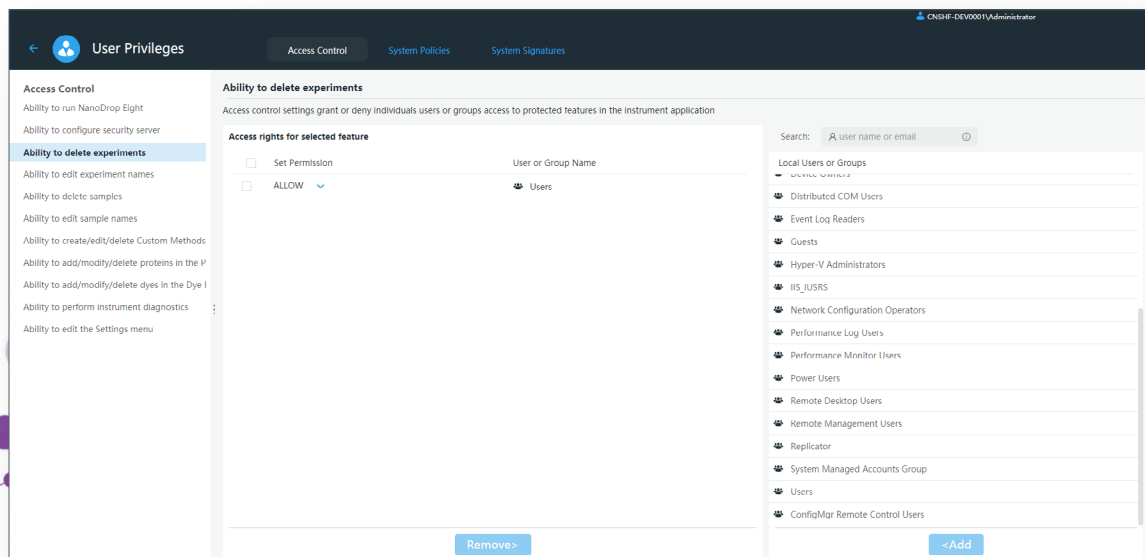 CNSHF-DEV0001\Administrator
User Privileges
Access Control
System Policies
System Signatures
Access Control
Ability to run NanoDrop Eight
Ability to configure security server
Ability to delete experiments
Ability to edit experiment names
Ability to delete samples
Ability to edit sample names
Ability to create/edit/delete Custom Methods
Ability to add/modify/delete proteins in the P
Ability to add/modify/delete dyes in the Dye
Ability to perform instrument diagnostics
Ability to edit the Settings menu
Ability to delete experiments
Access control settings grant or deny individuals users or groups access to protected features in the instrument application
Access rights for selected feature
Set Permission
User or Group Name
ALLOW
Users
Remove>
Search:
user name or email
Local Users or Groups
Device Owners
Distributed COM Users
Event Log Readers
Guests
Hyper-V Administrators
IIS_IUSRS
Network Configuration Operators
Performance Log Users
Performance Monitor Users
Power Users
Remote Desktop Users
Remote Management Users
Replicator
System Managed Accounts Group
Users
ConfigMgr Remote Control Users
<Add